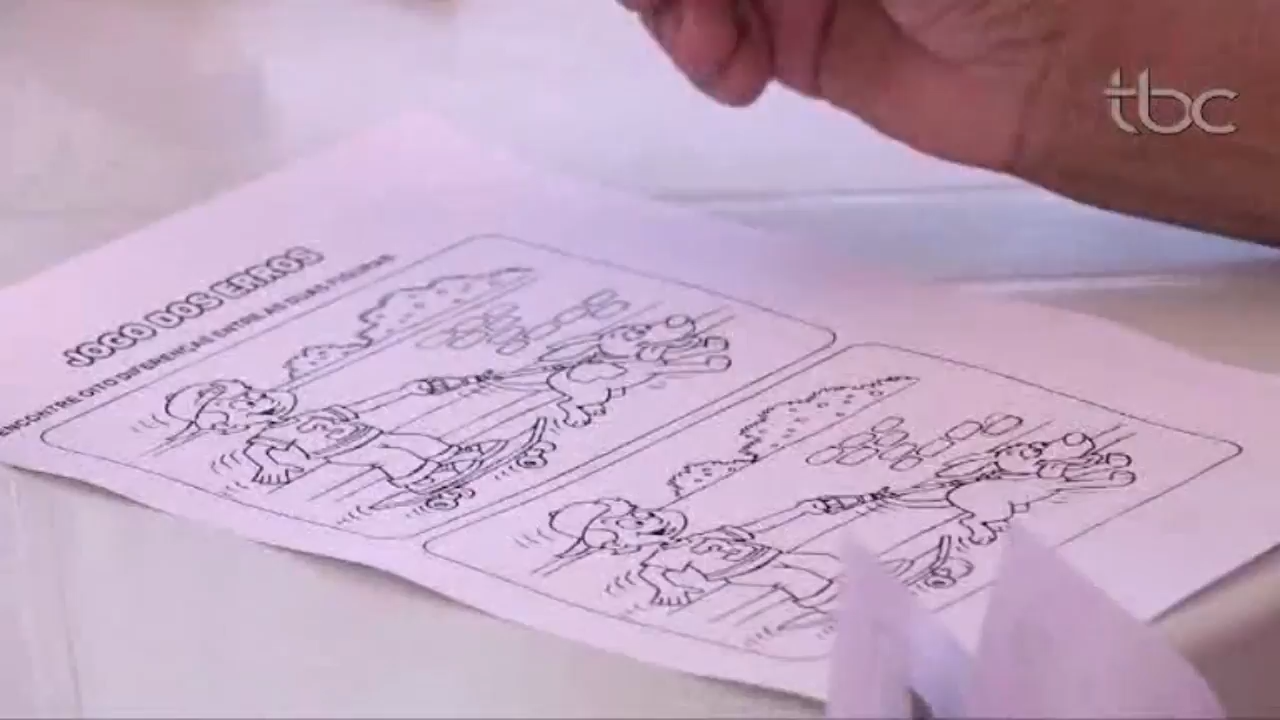 tbc
JOGO DOS ERROS
ENCONTRE OITO DIFERENÇAS ENTRE AS DUAS FIGURAS